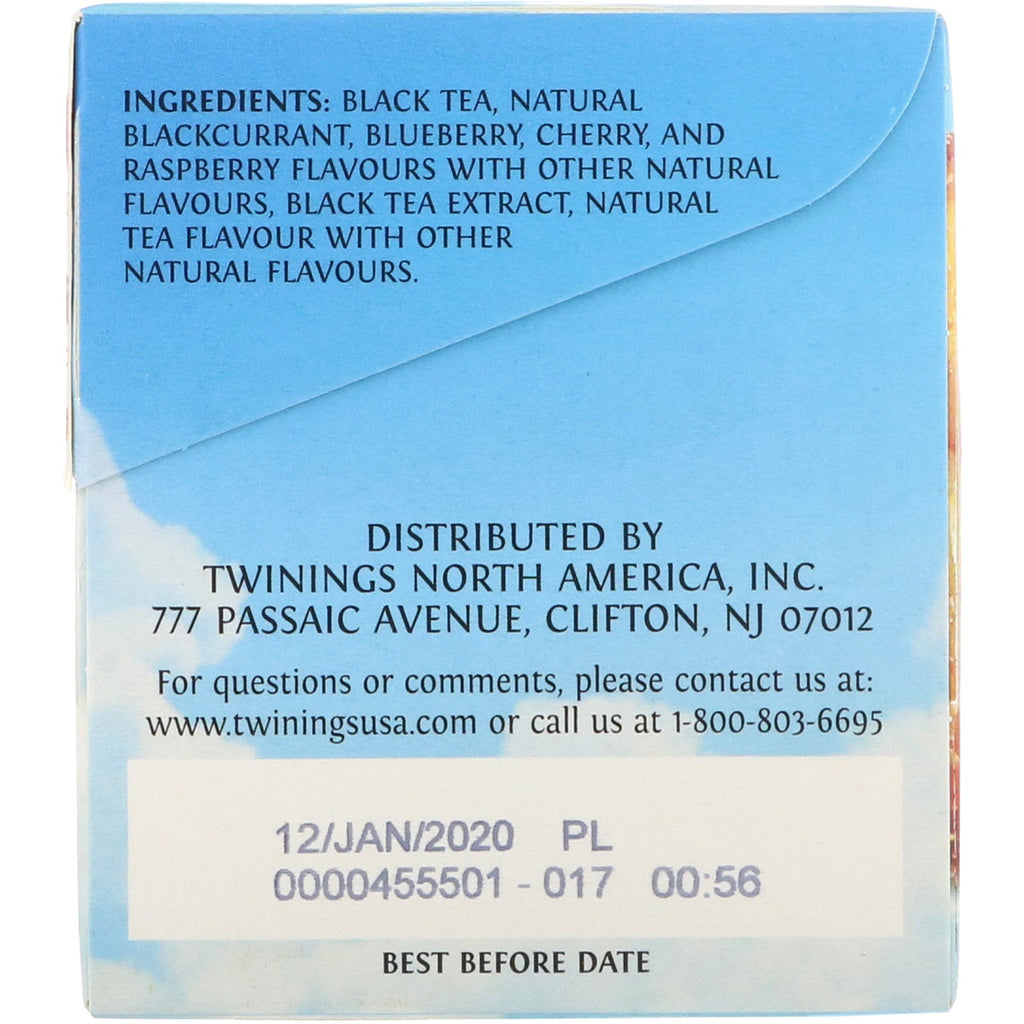 INGREDIENTS: BLACK TEA, NATURAL
BLACKCURRANT, BLUEBERRY, CHERRY, AND
RASPBERRY FLAVOURS WITH OTHER NATURAL
FLAVOURS, BLACK TEA EXTRACT, NATURAL
TEA FLAVOUR WITH OTHER
NATURAL FLAVOURS.
DISTRIBUTED BY
TWININGS NORTH AMERICA, INC.
777 PASSAIC AVENUE, CLIFTON, NJ 07012
For questions or comments, please contact us at:
www.twiningsusa.com or call us at 1-800-803-6695
12/JAN/2020 PL
0000455501 - 017 00:56
BEST BEFORE DATE